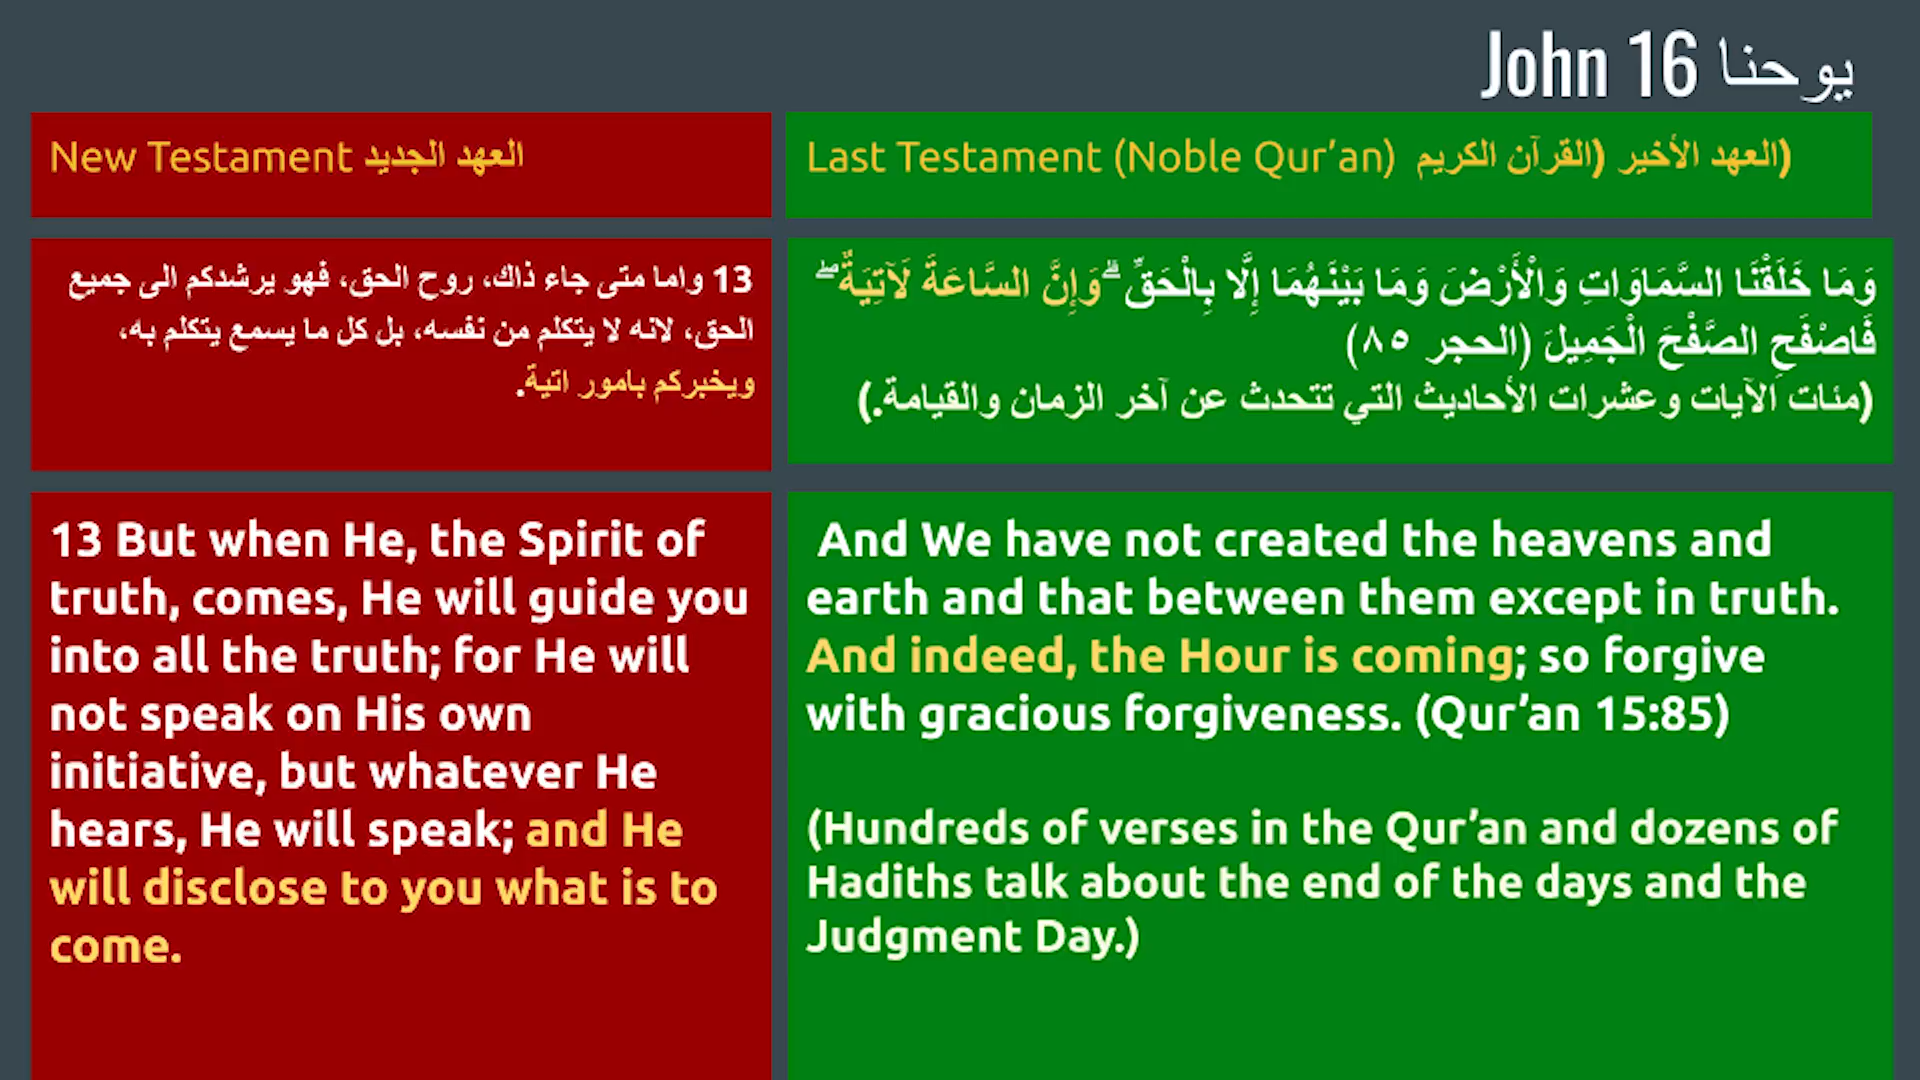 John 16 يوحنا
New Testament العهد الجديد
Last Testament (Noble Qur’an) العهد الأخير (القرآن الكريم)
13 واما متى جاء ذاك، روح الحق، فهو يرشدكم الى جميع
الحق، لانه لا يتكلم من نفسه، بل كل ما يسمع يتكلم به،
ويخبركم بامور اتية.
وَمَا خَلَقْنَا السَّمَاوَاتِ وَالْأَرْضَ وَمَا بَيْنَهُمَا إِلَّا بِالْحَقِّ ۗ وَإِنَّ السَّاعَةَ لَآتِيَةٌ ۖ
فَاصْفَحِ الصَّفْحَ الْجَمِيلَ (الحجر ٨٥)
(مئات الآيات وعشرات الأحاديث التي تتحدث عن آخر الزمان والقيامة.)
13 But when He, the Spirit of
truth, comes, He will guide you
into all the truth; for He will
not speak on His own
initiative, but whatever He
hears, He will speak; and He
will disclose to you what is to
come.
And We have not created the heavens and
earth and that between them except in truth.
And indeed, the Hour is coming; so forgive
with gracious forgiveness. (Qur’an 15:85)
(Hundreds of verses in the Qur’an and dozens of
Hadiths talk about the end of the days and the
Judgment Day.)